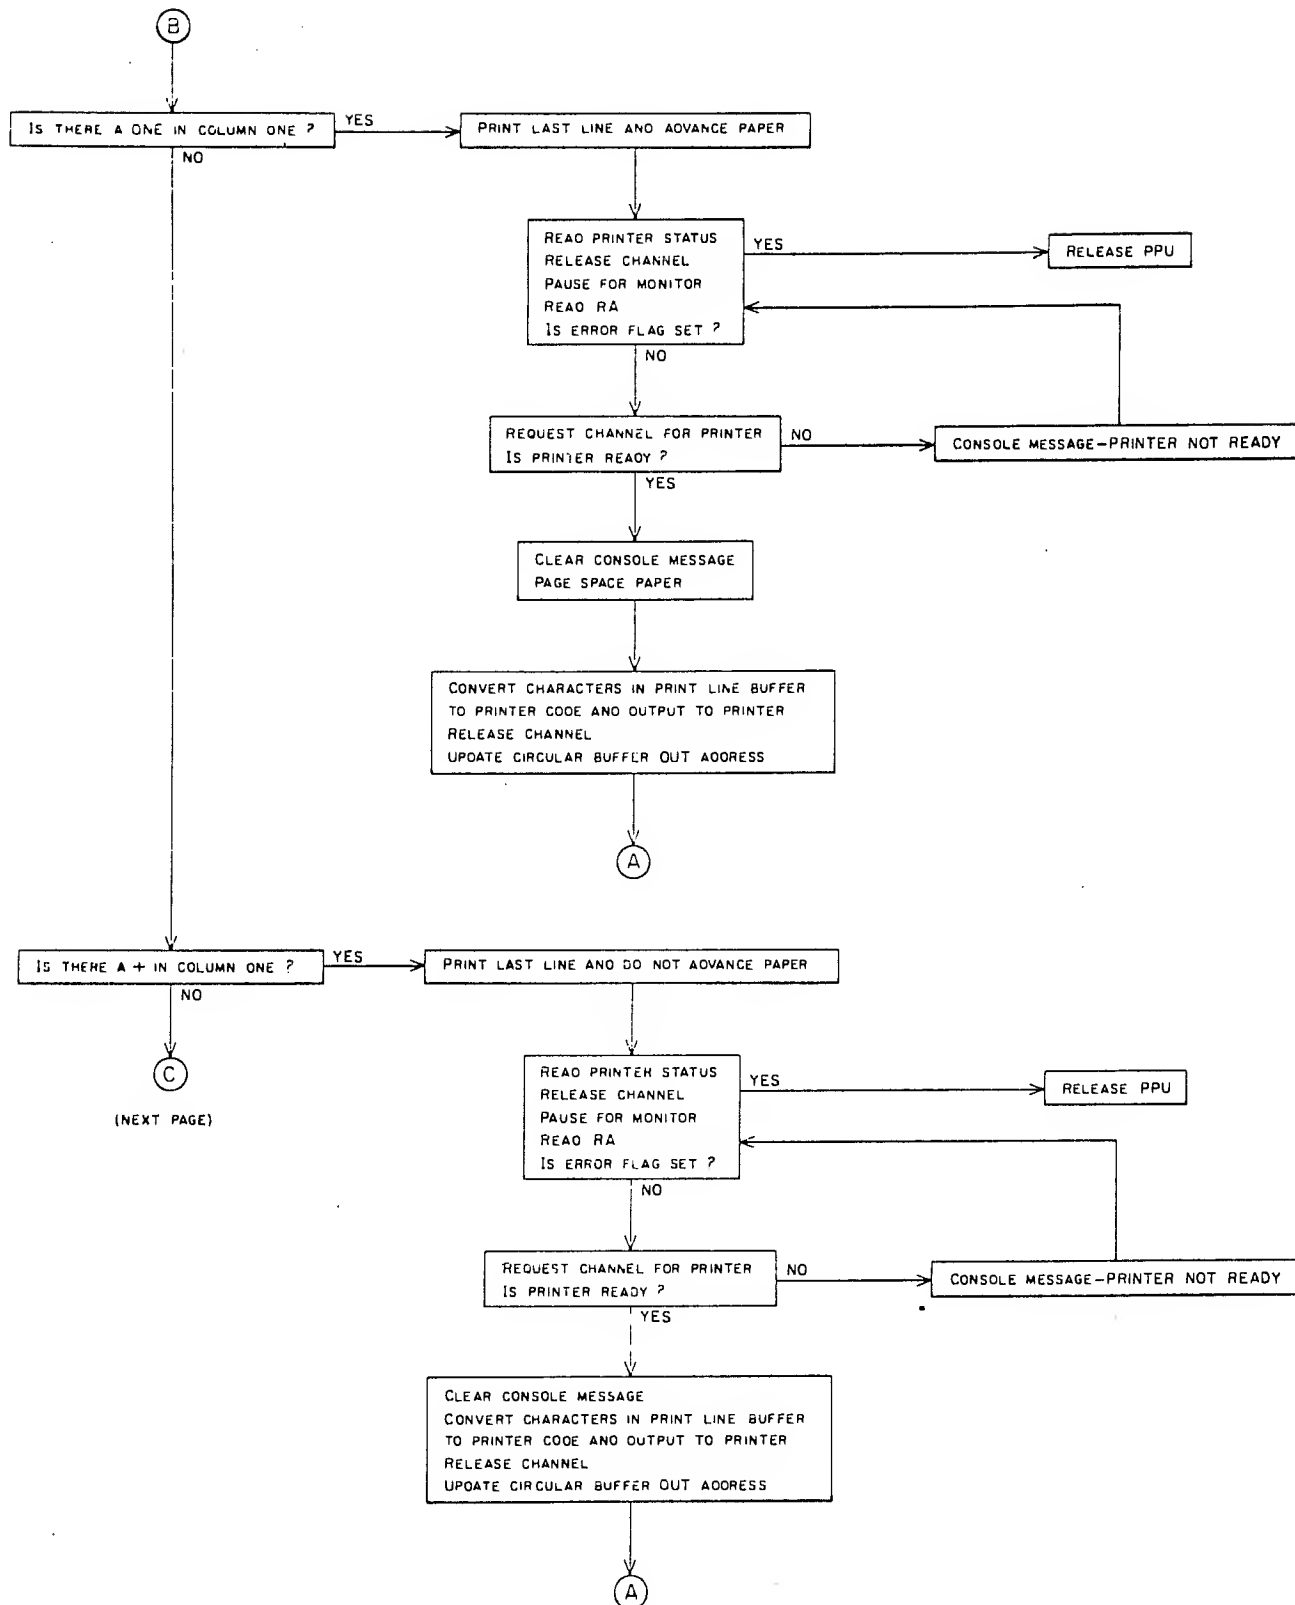 B
IS THERE A ONE IN COLUMN ONE ?
YES
PRINT LAST LINE AND ADVANCE PAPER
NO
READ PRINTER STATUS
RELEASE CHANNEL
PAUSE FOR MONITOR
READ RA
IS ERROR FLAG SET ?
YES
RELEASE PPU
NO
REQUEST CHANNEL FOR PRINTER
IS PRINTER READY ?
NO
CONSOLE MESSAGE-PRINTER NOT READY
YES
CLEAR CONSOLE MESSAGE
PAGE SPACE PAPER
CONVERT CHARACTERS IN PRINT LINE BUFFER
TO PRINTER CODE AND OUTPUT TO PRINTER
RELEASE CHANNEL
UPDATE CIRCULAR BUFFER OUT ADDRESS
A
IS THERE A + IN COLUMN ONE ?
YES
PRINT LAST LINE AND DO NOT ADVANCE PAPER
NO
C
(NEXT PAGE)
READ PRINTER STATUS
RELEASE CHANNEL
PAUSE FOR MONITOR
READ RA
IS ERROR FLAG SET ?
YES
RELEASE PPU
NO
REQUEST CHANNEL FOR PRINTER
IS PRINTER READY ?
NO
CONSOLE MESSAGE-PRINTER NOT READY
YES
CLEAR CONSOLE MESSAGE
CONVERT CHARACTERS IN PRINT LINE BUFFER
TO PRINTER CODE AND OUTPUT TO PRINTER
RELEASE CHANNEL
UPDATE CIRCULAR BUFFER OUT ADDRESS
A